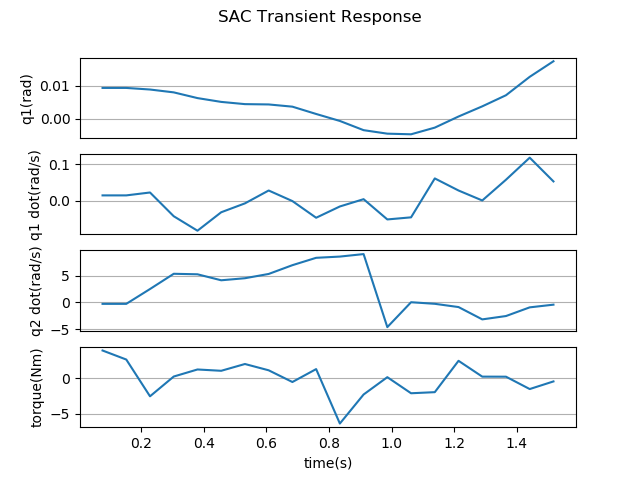 SAC Transient Response
q1(rad)
0.01
0.00
q1 dot(rad/s)
0.1
0.0
q2 dot(rad/s)
5
0
−5
torque(Nm)
0
−5
0.2 0.4 0.6 0.8 1.0 1.2 1.4
time(s)